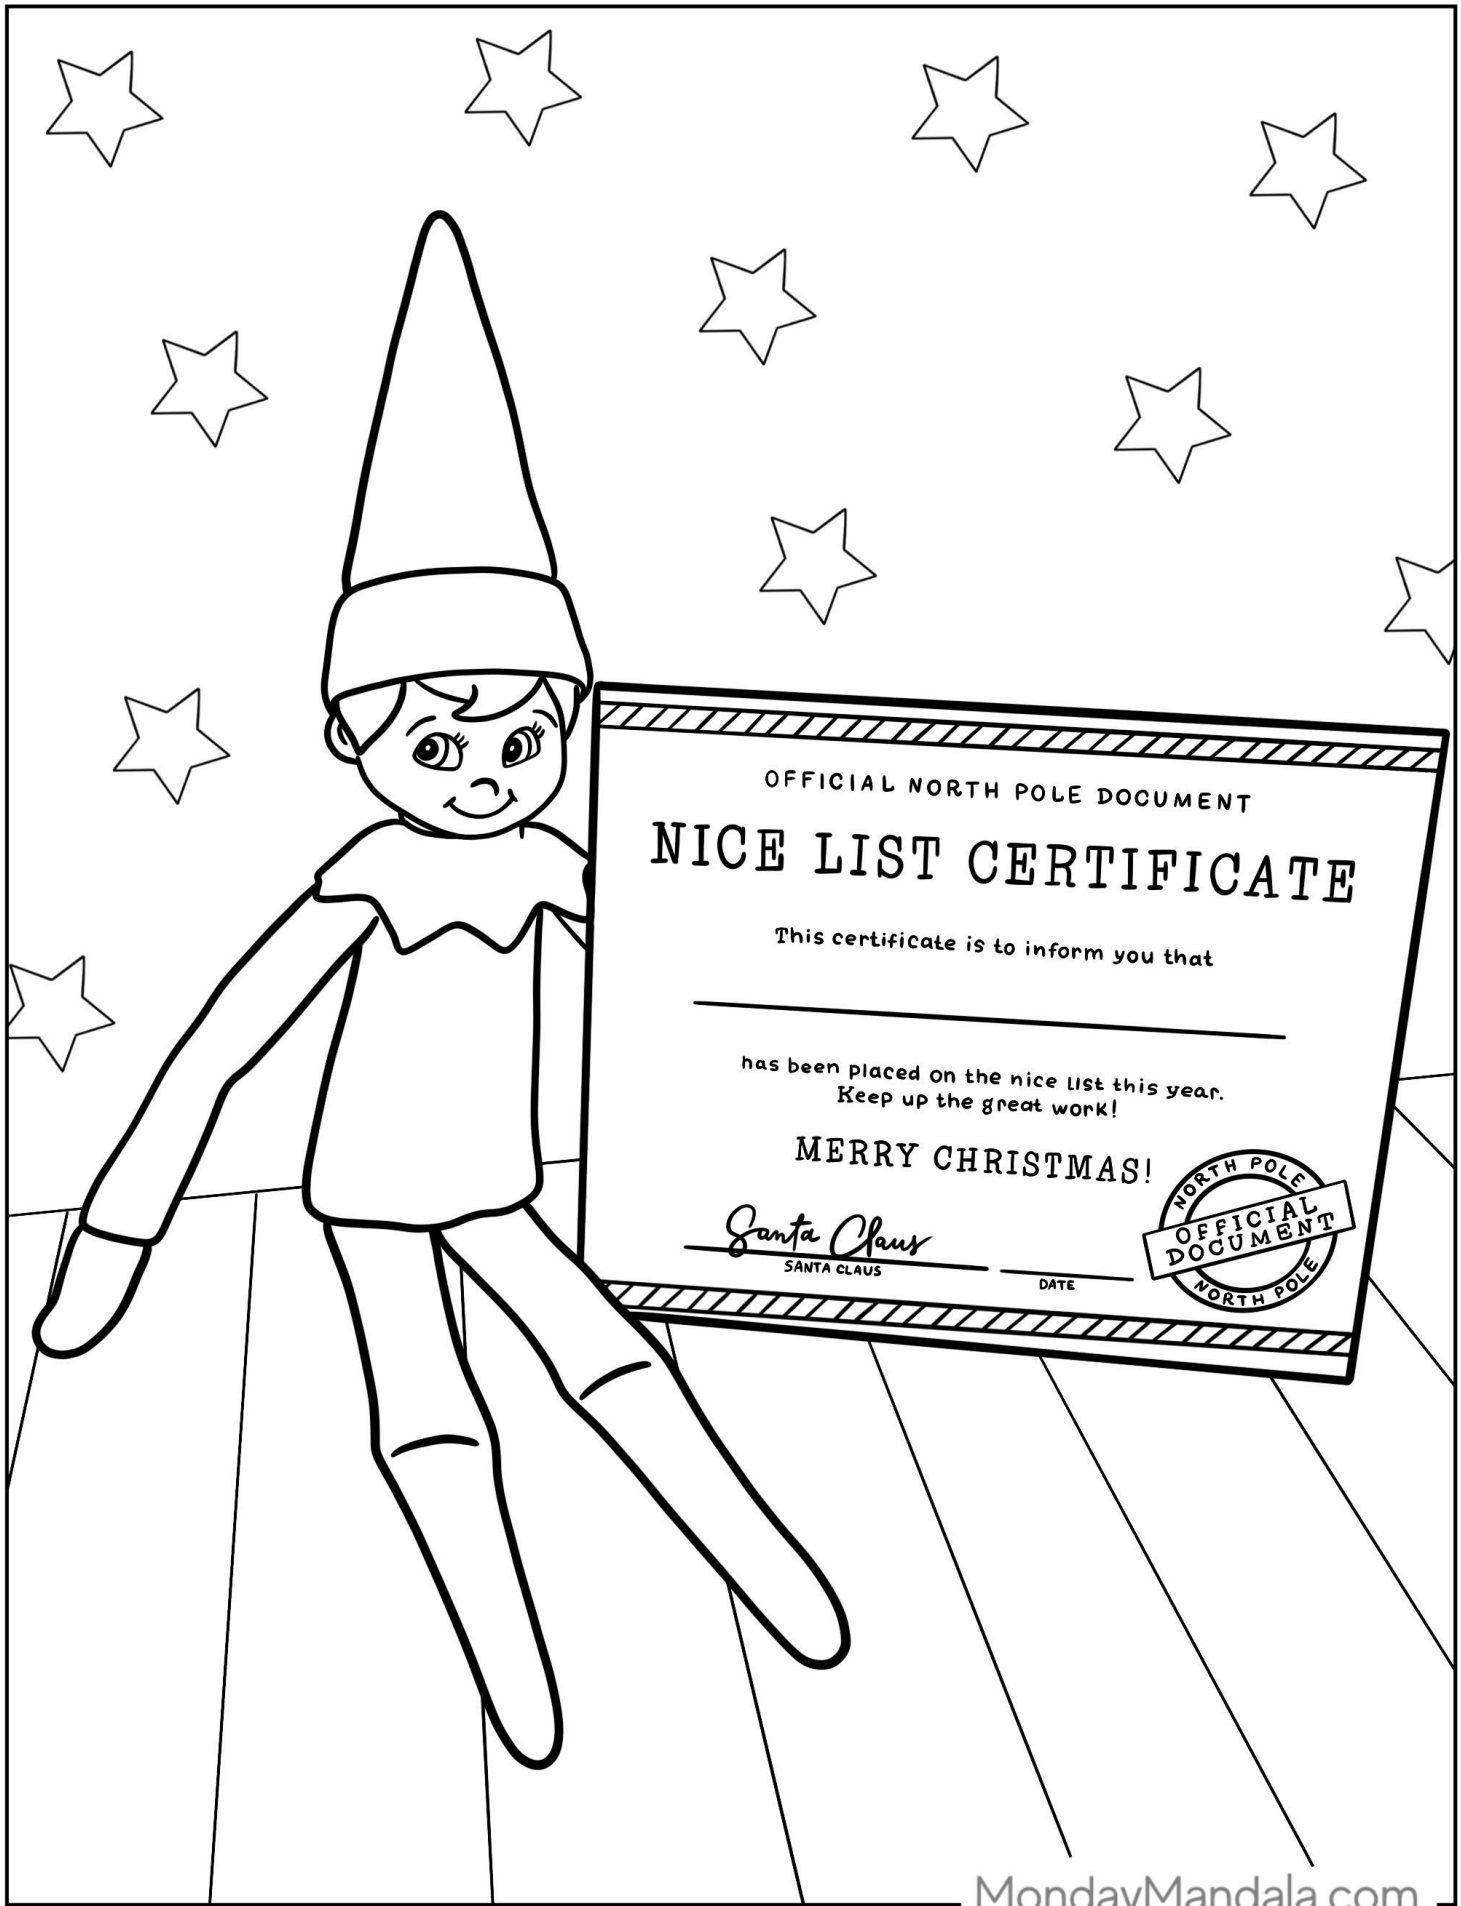 OFFICIAL NORTH POLE DOCUMENT
NICE LIST CERTIFICATE
This certificate is to inform you that
has been placed on the nice list this year.
Keep up the great work!
MERRY CHRISTMAS!
Santa Claus
SANTA CLAUS
DATE
NORTH POLE
OFFICIAL
DOCUMENT
NORTH POLE
MondayMandala.com